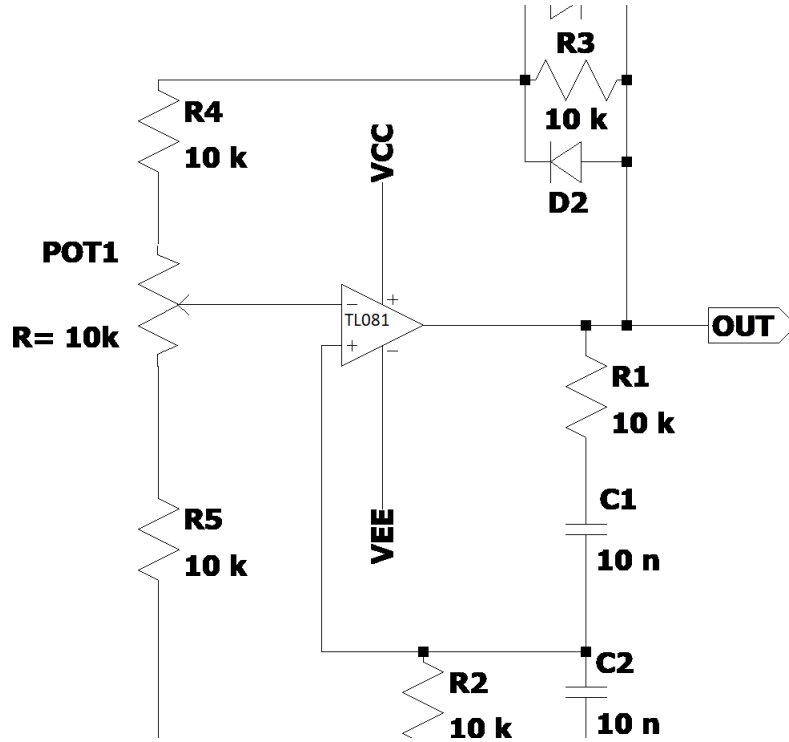 R3
10 k
R4
10 k
VCC
D2
POT1
R= 10k
−
+
TL081
+
−
OUT
R1
10 k
VEE
C1
10 n
R5
10 k
C2
10 n
R2
10 k